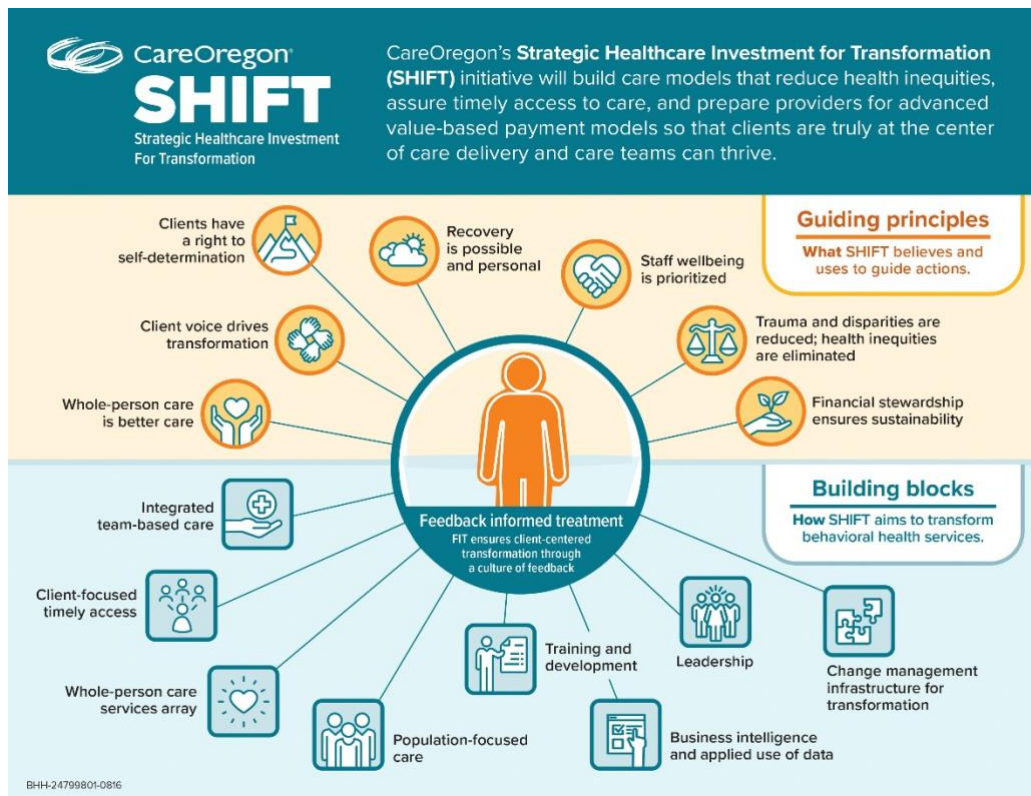 CareOregon®
SHIFT
Strategic Healthcare Investment
For Transformation
CareOregon’s Strategic Healthcare Investment for Transformation
(SHIFT) initiative will build care models that reduce health inequities,
assure timely access to care, and prepare providers for advanced
value-based payment models so that clients are truly at the center
of care delivery and care teams can thrive.
Guiding principles
What SHIFT believes and
uses to guide actions.
Clients have
a right to
self-determination
Recovery
is possible
and personal
Staff wellbeing
is prioritized
Client voice drives
transformation
Trauma and disparities are
reduced; health inequities
are eliminated
Whole-person care
is better care
Financial stewardship
ensures sustainability
Feedback informed treatment
FIT ensures client-centered
transformation through
a culture of feedback
Building blocks
How SHIFT aims to transform
behavioral health services.
Integrated
team-based care
Client-focused
timely access
Whole-person care
services array
Population-focused
care
Training and
development
Business intelligence
and applied use of data
Leadership
Change management
infrastructure for
transformation
BHH-24799801-0816